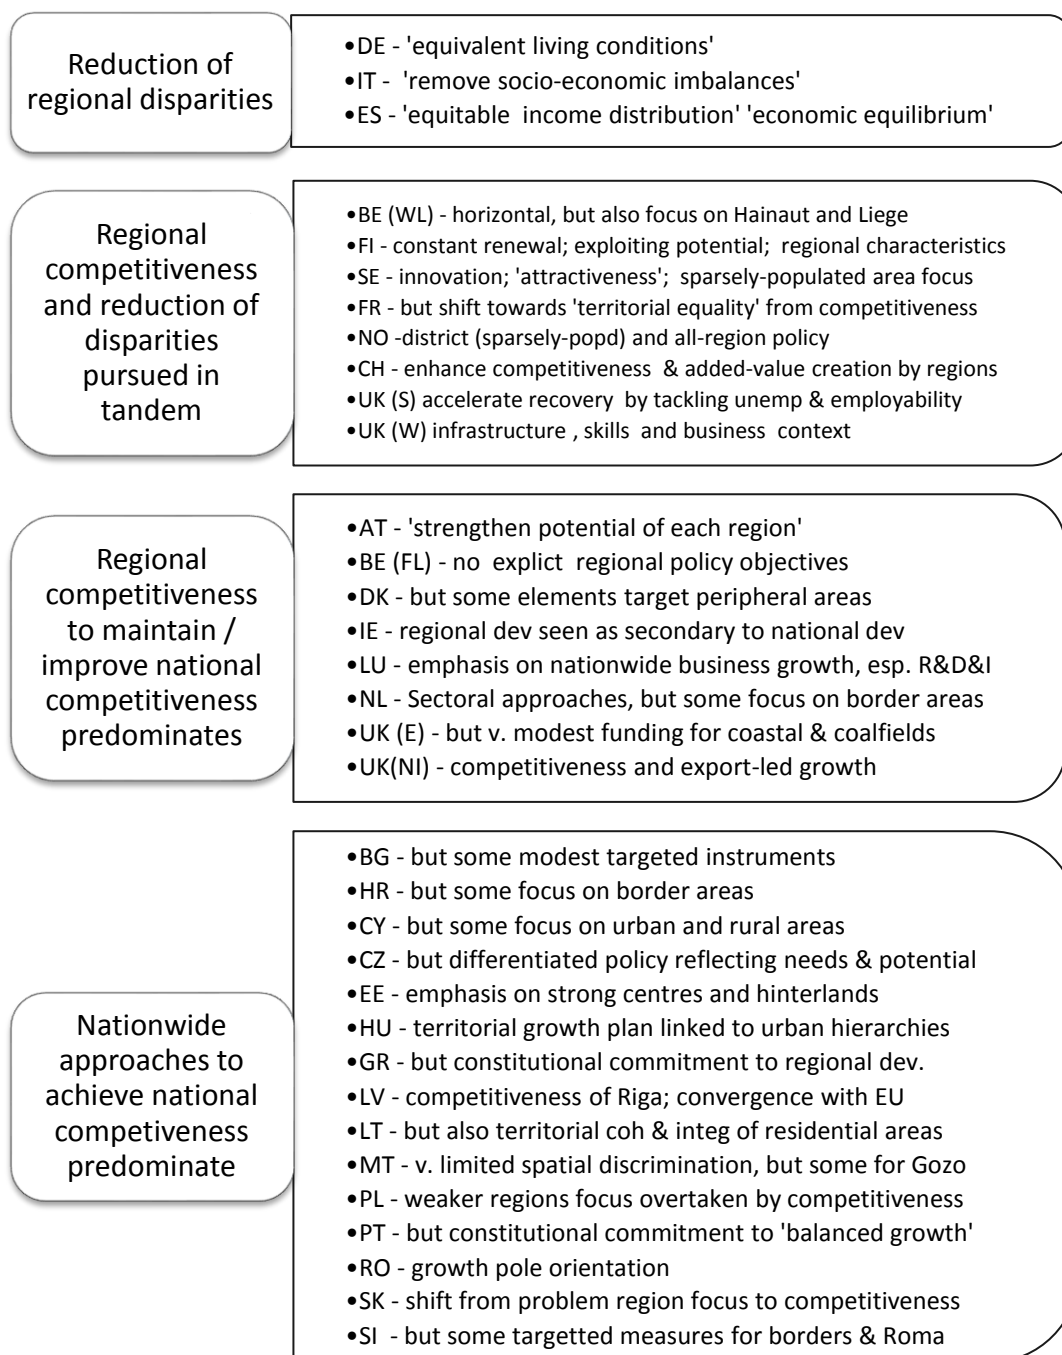 Reduction of
regional disparities
•DE - 'equivalent living conditions'
•IT - 'remove socio-economic imbalances'
•ES - 'equitable income distribution' 'economic equilibrium'
Regional
competitiveness
and reduction of
disparities
pursued in
tandem
•BE (WL) - horizontal, but also focus on Hainaut and Liege
•FI - constant renewal; exploiting potential; regional characteristics
•SE - innovation; 'attractiveness'; sparsely-populated area focus
•FR - but shift towards 'territorial equality' from competitiveness
•NO -district (sparsely-popd) and all-region policy
•CH - enhance competitiveness & added-value creation by regions
•UK (S) accelerate recovery by tackling unemp & employability
•UK (W) infrastructure , skills and business context
Regional
competitiveness
to maintain /
improve national
competitiveness
predominates
•AT - 'strengthen potential of each region'
•BE (FL) - no explict regional policy objectives
•DK - but some elements target peripheral areas
•IE - regional dev seen as secondary to national dev
•LU - emphasis on nationwide business growth, esp. R&D&I
•NL - Sectoral approaches, but some focus on border areas
•UK (E) - but v. modest funding for coastal & coalfields
•UK(NI) - competitiveness and export-led growth
Nationwide
approaches to
achieve national
competiveness
predominate
•BG - but some modest targeted instruments
•HR - but some focus on border areas
•CY - but some focus on urban and rural areas
•CZ - but differentiated policy reflecting needs & potential
•EE - emphasis on strong centres and hinterlands
•HU - territorial growth plan linked to urban hierarchies
•GR - but constitutional commitment to regional dev.
•LV - competitiveness of Riga; convergence with EU
•LT - but also territorial coh & integ of residential areas
•MT - v. limited spatial discrimination, but some for Gozo
•PL - weaker regions focus overtaken by competitiveness
•PT - but constitutional commitment to 'balanced growth'
•RO - growth pole orientation
•SK - shift from problem region focus to competitiveness
•SI - but some targetted measures for borders & Roma